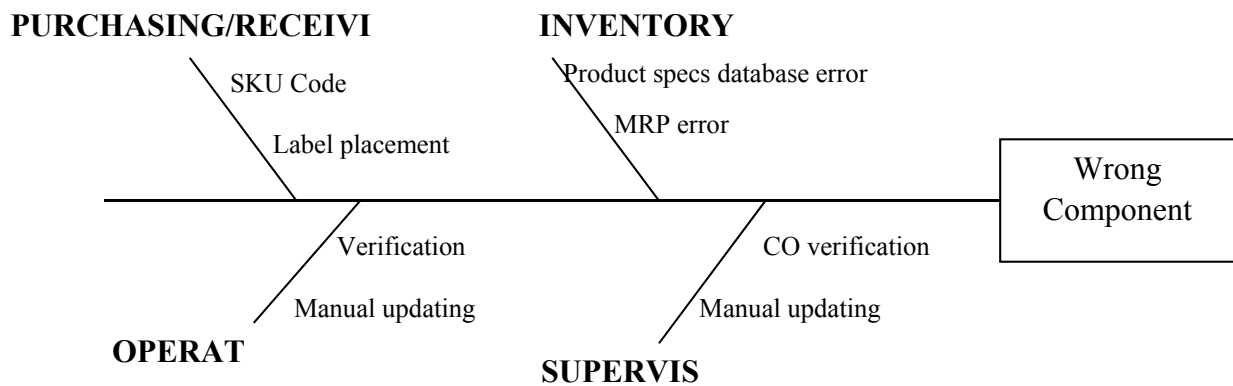 PURCHASING/RECEIVI
INVENTORY
SKU Code
Product specs database error
Label placement
MRP error
Wrong
Component
Verification
CO verification
Manual updating
Manual updating
OPERAT
SUPERVIS